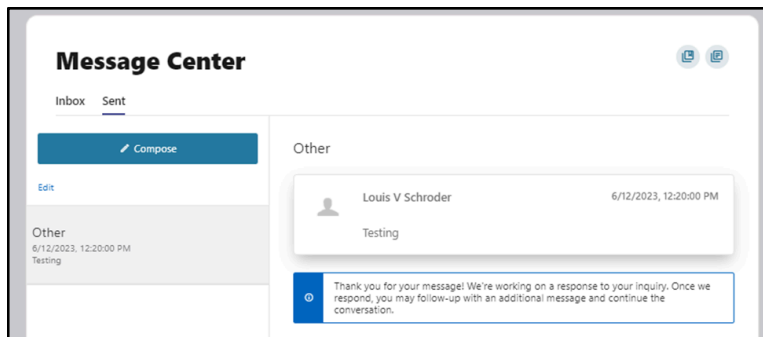 Message Center
Inbox Sent
Compose
Edit
Other
6/12/2023, 12:20:00 PM
Testing
Other
Louis V Schroder 6/12/2023, 12:20:00 PM
Testing
Thank you for your message! We're working on a response to your inquiry. Once we
respond, you may follow-up with an additional message and continue the
conversation.